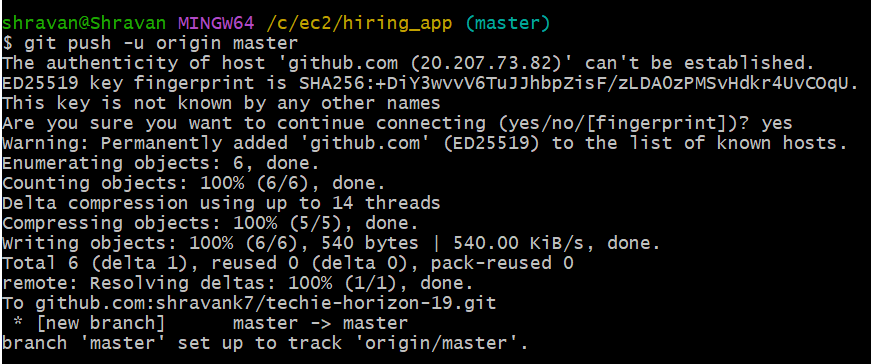 shravan@Shravan MINGW64 /c/ec2/hiring_app (master)
$ git push -u origin master
The authenticity of host 'github.com (20.207.73.82)' can't be established.
ED25519 key fingerprint is SHA256:+DiY3wvvV6TuJJhbpZisF/zLDA0zPMSvHdkr4UvCOqU.
This key is not known by any other names
Are you sure you want to continue connecting (yes/no/[fingerprint])? yes
Warning: Permanently added 'github.com' (ED25519) to the list of known hosts.
Enumerating objects: 6, done.
Counting objects: 100% (6/6), done.
Delta compression using up to 14 threads
Compressing objects: 100% (5/5), done.
Writing objects: 100% (6/6), 540 bytes | 540.00 KiB/s, done.
Total 6 (delta 1), reused 0 (delta 0), pack-reused 0
remote: Resolving deltas: 100% (1/1), done.
To github.com:shravank7/techie-horizon-19.git
 * [new branch]      master -> master
branch 'master' set up to track 'origin/master'.